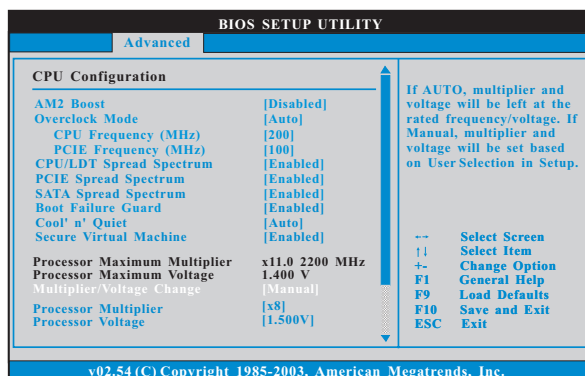 BIOS SETUP UTILITY
Advanced
CPU Configuration
AM2 Boost [Disabled]
Overclock Mode [Auto]
CPU Frequency (MHz) [200]
PCIE Frequency (MHz) [100]
CPU/LDT Spread Spectrum [Enabled]
PCIE Spread Spectrum [Enabled]
SATA Spread Spectrum [Enabled]
Boot Failure Guard [Enabled]
Cool' n' Quiet [Auto]
Secure Virtual Machine [Enabled]
Processor Maximum Multiplier x11.0 2200 MHz
Processor Maximum Voltage 1.400 V
Multiplier/Voltage Change [Manual]
Processor Multiplier [x8]
Processor Voltage [1.500V]
If AUTO, multiplier and
voltage will be left at the
rated frequency/voltage. If
Manual, multiplier and
voltage will be set based
on User Selection in Setup.
←→ Select Screen
↑↓ Select Item
+- Change Option
F1 General Help
F9 Load Defaults
F10 Save and Exit
ESC Exit
v02.54 (C) Copyright 1985-2003, American Megatrends, Inc.